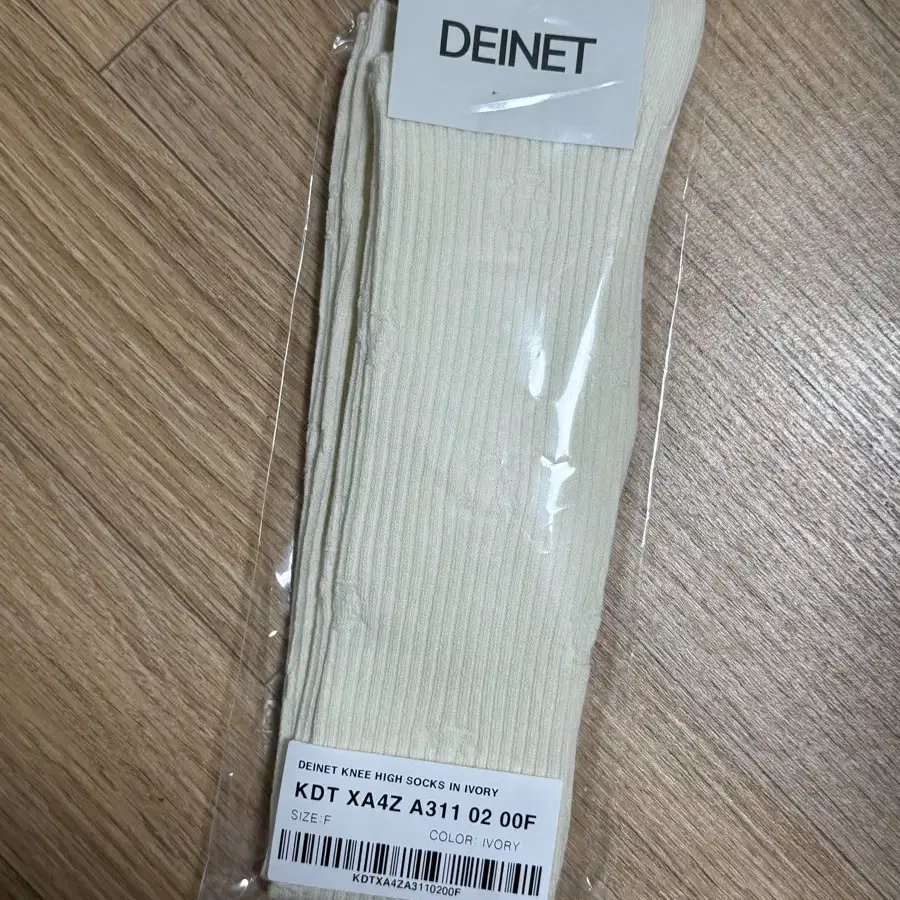 DEINET
DEINET KNEE HIGH SOCKS IN IVORY
KDT XA4Z A311 02 00F
SIZE:F
COLOR: IVORY
KDTXA4ZA3110200F